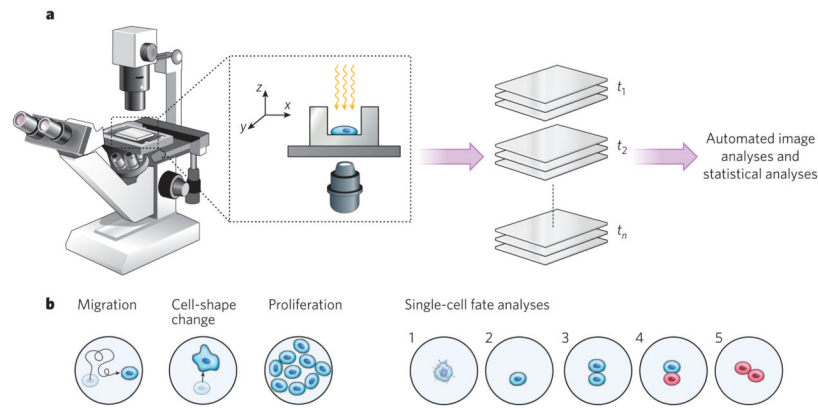 a
z
x
y
t1
t2
tn
Automated image
analyses and
statistical analyses
b
Migration
Cell-shape
change
Proliferation
Single-cell fate analyses
1 2 3 4 5